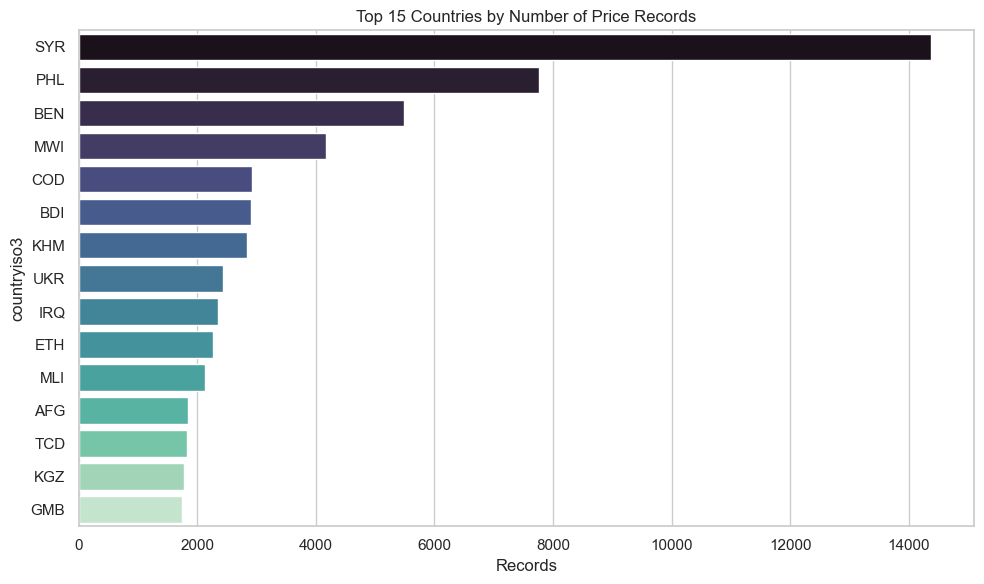 Top 15 Countries by Number of Price Records
countryiso3
SYR
PHL
BEN
MWI
COD
BDI
KHM
UKR
IRQ
ETH
MLI
AFG
TCD
KGZ
GMB
0 2000 4000 6000 8000 10000 12000 14000
Records